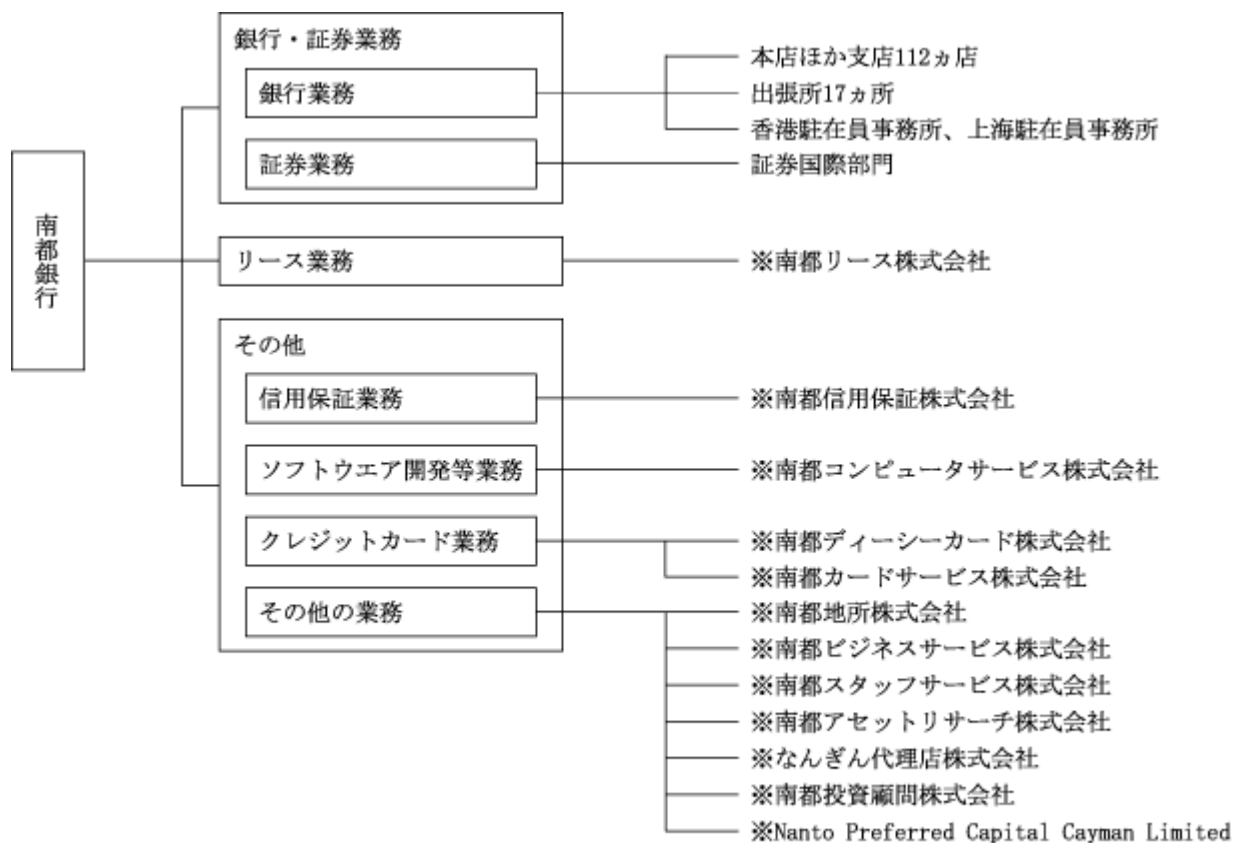 南都銀行
銀行・証券業務
銀行業務
本店ほか支店112ヵ店
出張所17ヵ所
香港駐在員事務所、上海駐在員事務所
証券業務
証券国際部門
リース業務
※南都リース株式会社
その他
信用保証業務
※南都信用保証株式会社
ソフトウエア開発等業務
※南都コンピュータサービス株式会社
クレジットカード業務
※南都ディーシーカード株式会社
※南都カードサービス株式会社
その他の業務
※南都地所株式会社
※南都ビジネスサービス株式会社
※南都スタッフサービス株式会社
※南都アセットリサーチ株式会社
※なんぎん代理店株式会社
※南都投資顧問株式会社
※Nanto Preferred Capital Cayman Limited